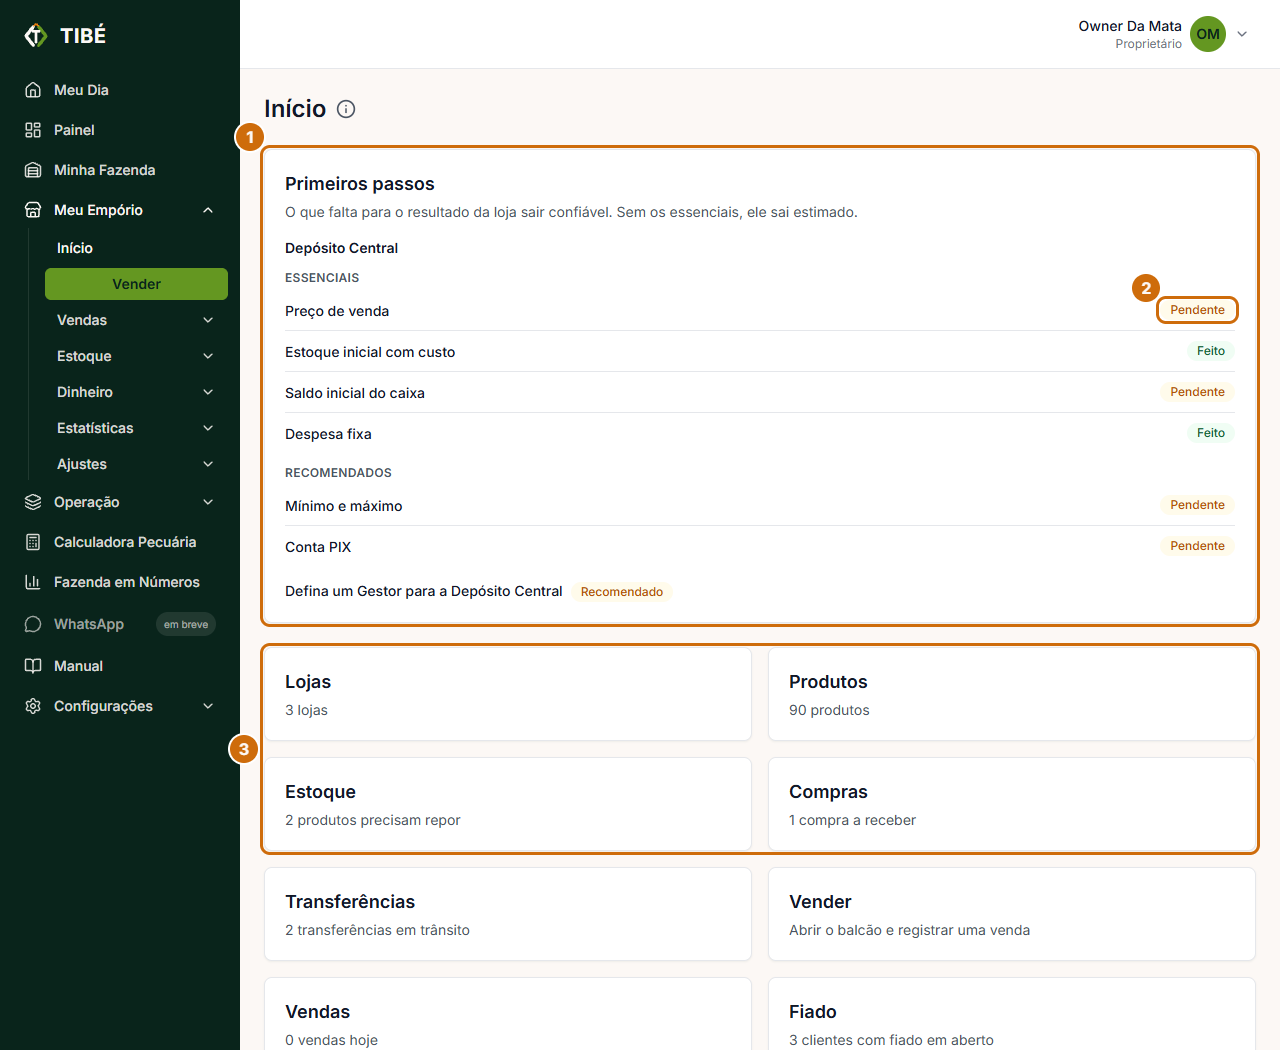 TIBÉ
Owner Da Mata
Proprietário
OM
Meu Dia
Painel
Minha Fazenda
Meu Empório
Início
Vender
Vendas
Estoque
Dinheiro
Estatísticas
Ajustes
Operação
Calculadora Pecuária
Fazenda em Números
WhatsApp
em breve
Manual
Configurações
Início
1
Primeiros passos
O que falta para o resultado da loja sair confiável. Sem os essenciais, ele sai estimado.
Depósito Central
ESSENCIAIS
2
Preço de venda Pendente
Estoque inicial com custo Feito
Saldo inicial do caixa Pendente
Despesa fixa Feito
RECOMENDADOS
Mínimo e máximo Pendente
Conta PIX Pendente
Defina um Gestor para a Depósito Central Recomendado
3
Lojas
3 lojas
Produtos
90 produtos
Estoque
2 produtos precisam repor
Compras
1 compra a receber
Transferências
2 transferências em trânsito
Vender
Abrir o balcão e registrar uma venda
Vendas
0 vendas hoje
Fiado
3 clientes com fiado em aberto